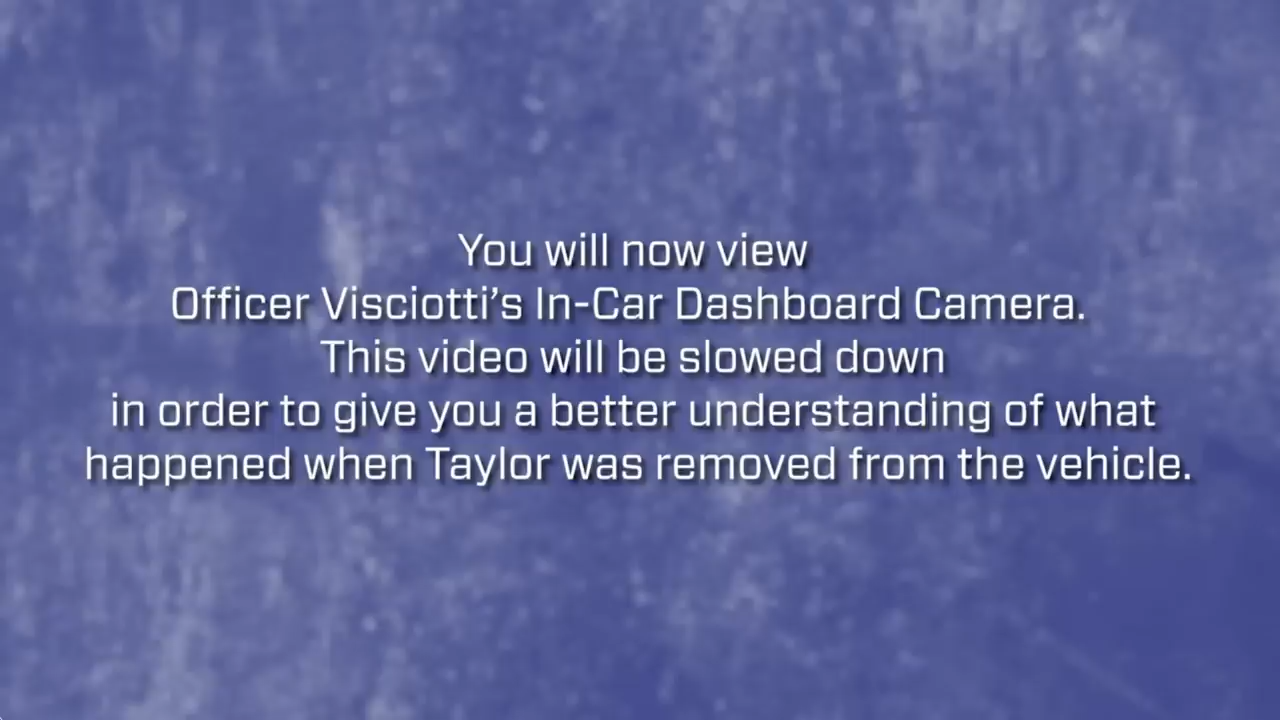 You will now view
Officer Visciotti’s In-Car Dashboard Camera.
This video will be slowed down
in order to give you a better understanding of what
happened when Taylor was removed from the vehicle.